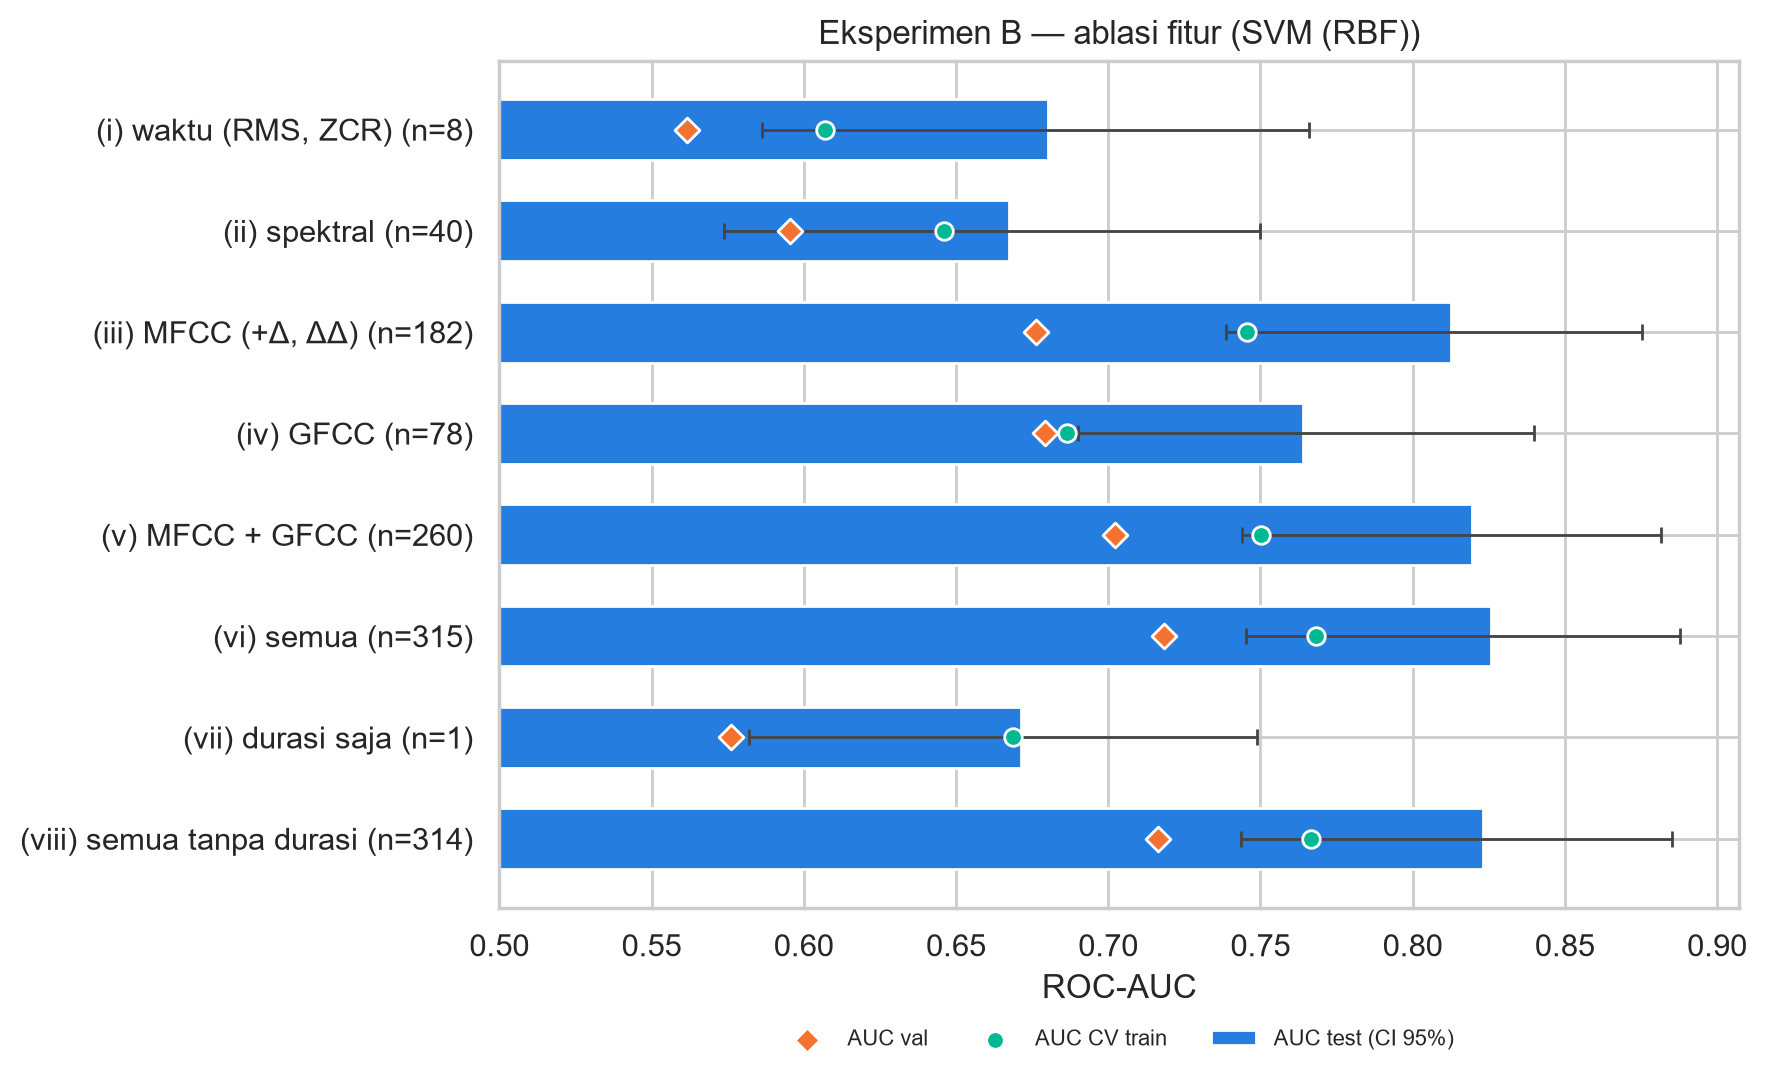 Eksperimen B — ablasi fitur (SVM (RBF))
(i) waktu (RMS, ZCR) (n=8)
(ii) spektral (n=40)
(iii) MFCC (+Δ, ΔΔ) (n=182)
(iv) GFCC (n=78)
(v) MFCC + GFCC (n=260)
(vi) semua (n=315)
(vii) durasi saja (n=1)
(viii) semua tanpa durasi (n=314)
0.50 0.55 0.60 0.65 0.70 0.75 0.80 0.85 0.90
ROC-AUC
AUC val AUC CV train AUC test (CI 95%)